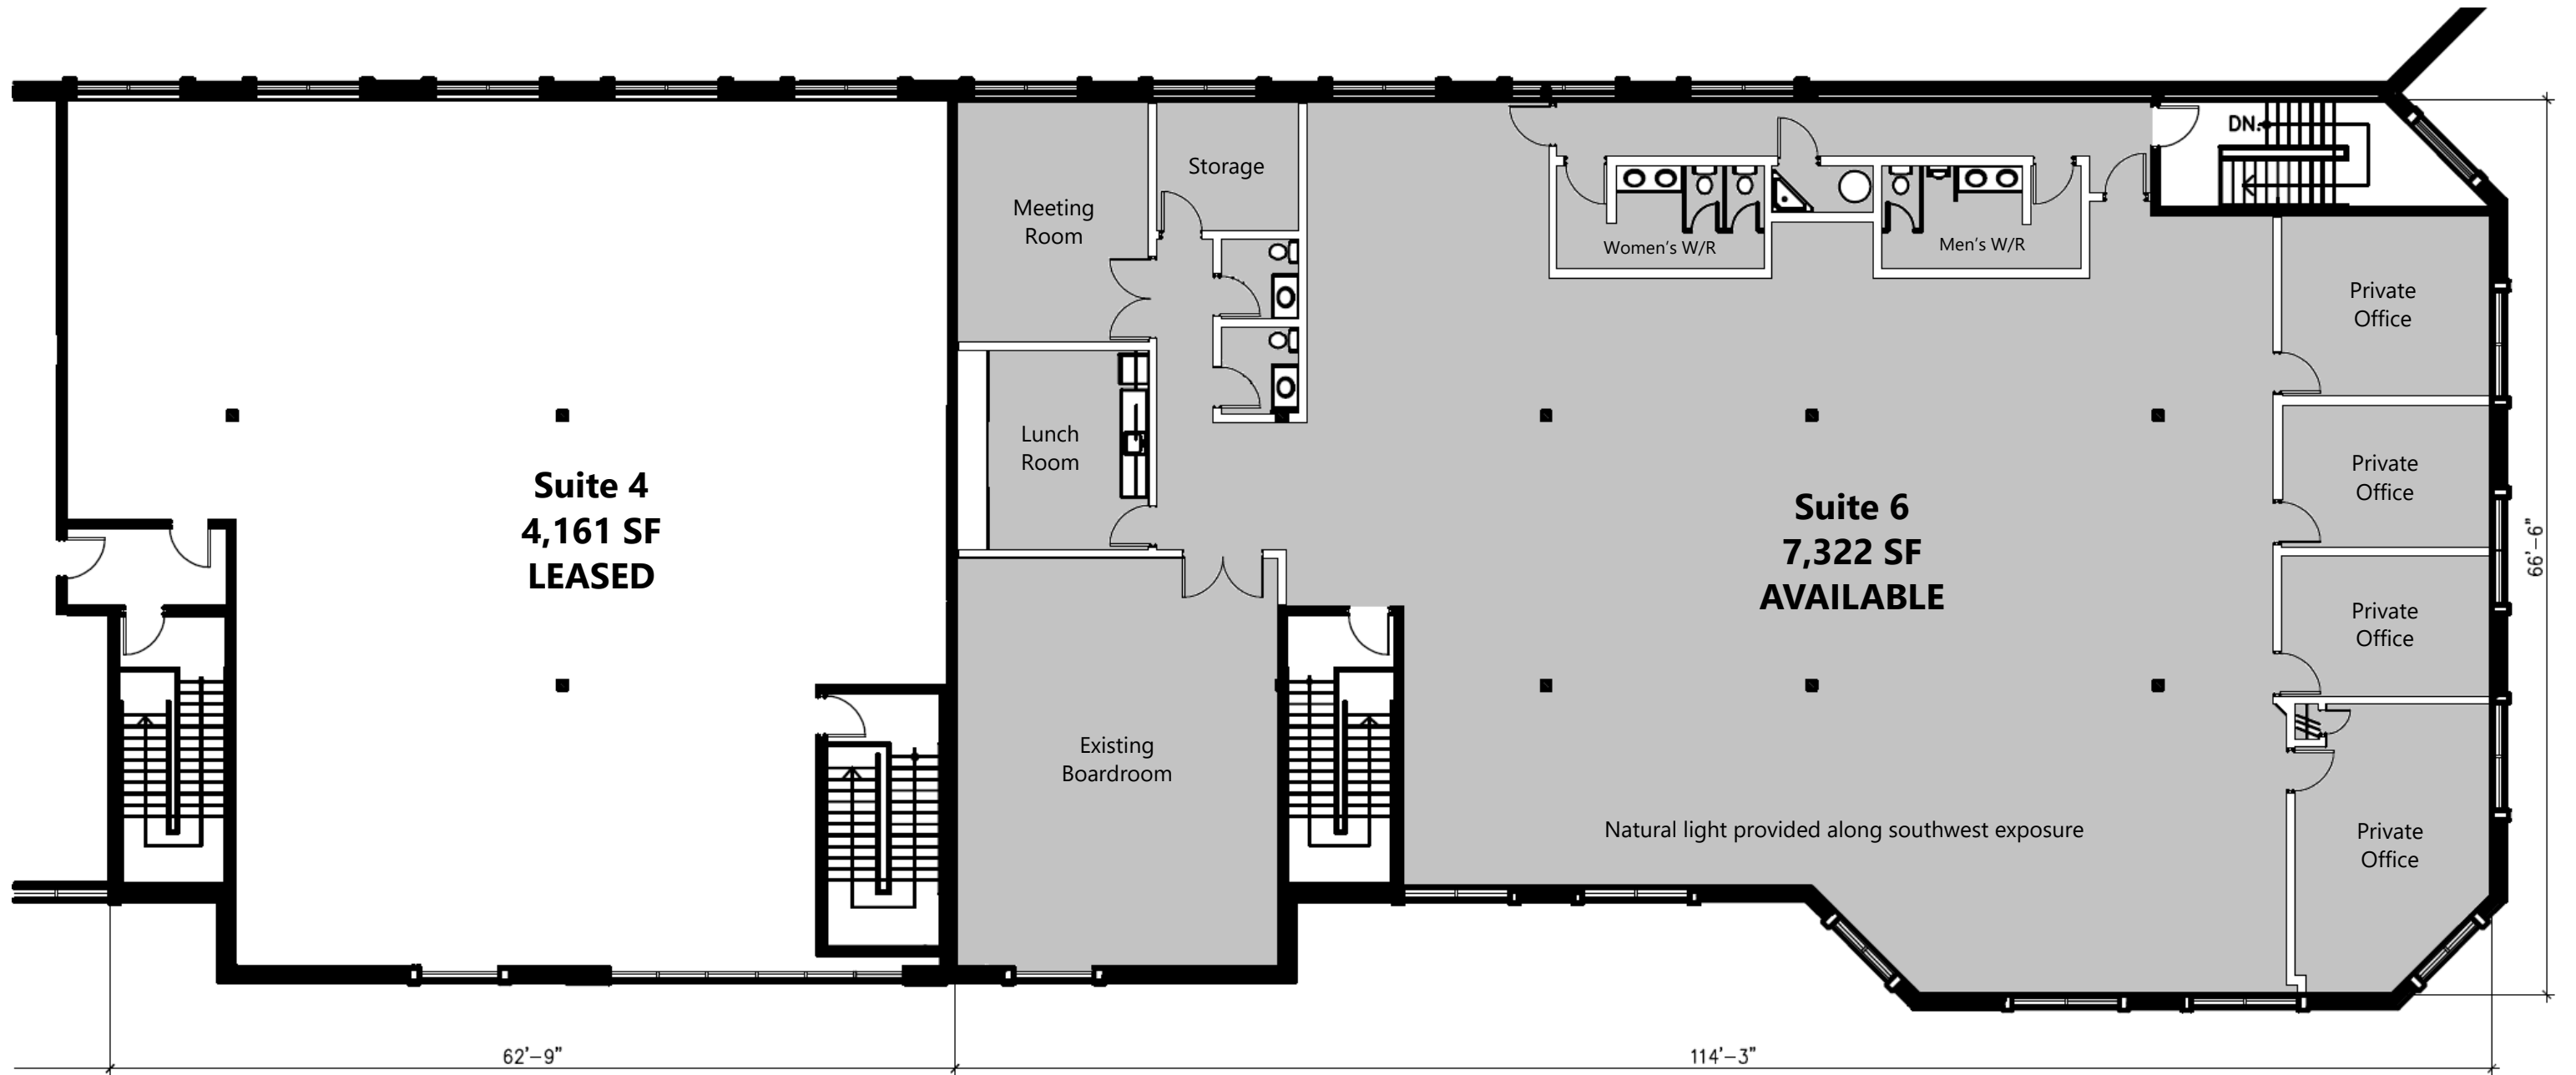 DN.
Storage
Meeting
Room
Women's W/R
Men's W/R
Private
Office
Lunch
Room
Private
Office
Suite 4
4,161 SF
LEASED
Suite 6
7,322 SF
AVAILABLE
66'-6"
Private
Office
Existing
Boardroom
Natural light provided along southwest exposure
Private
Office
62'-9"
114'-3"